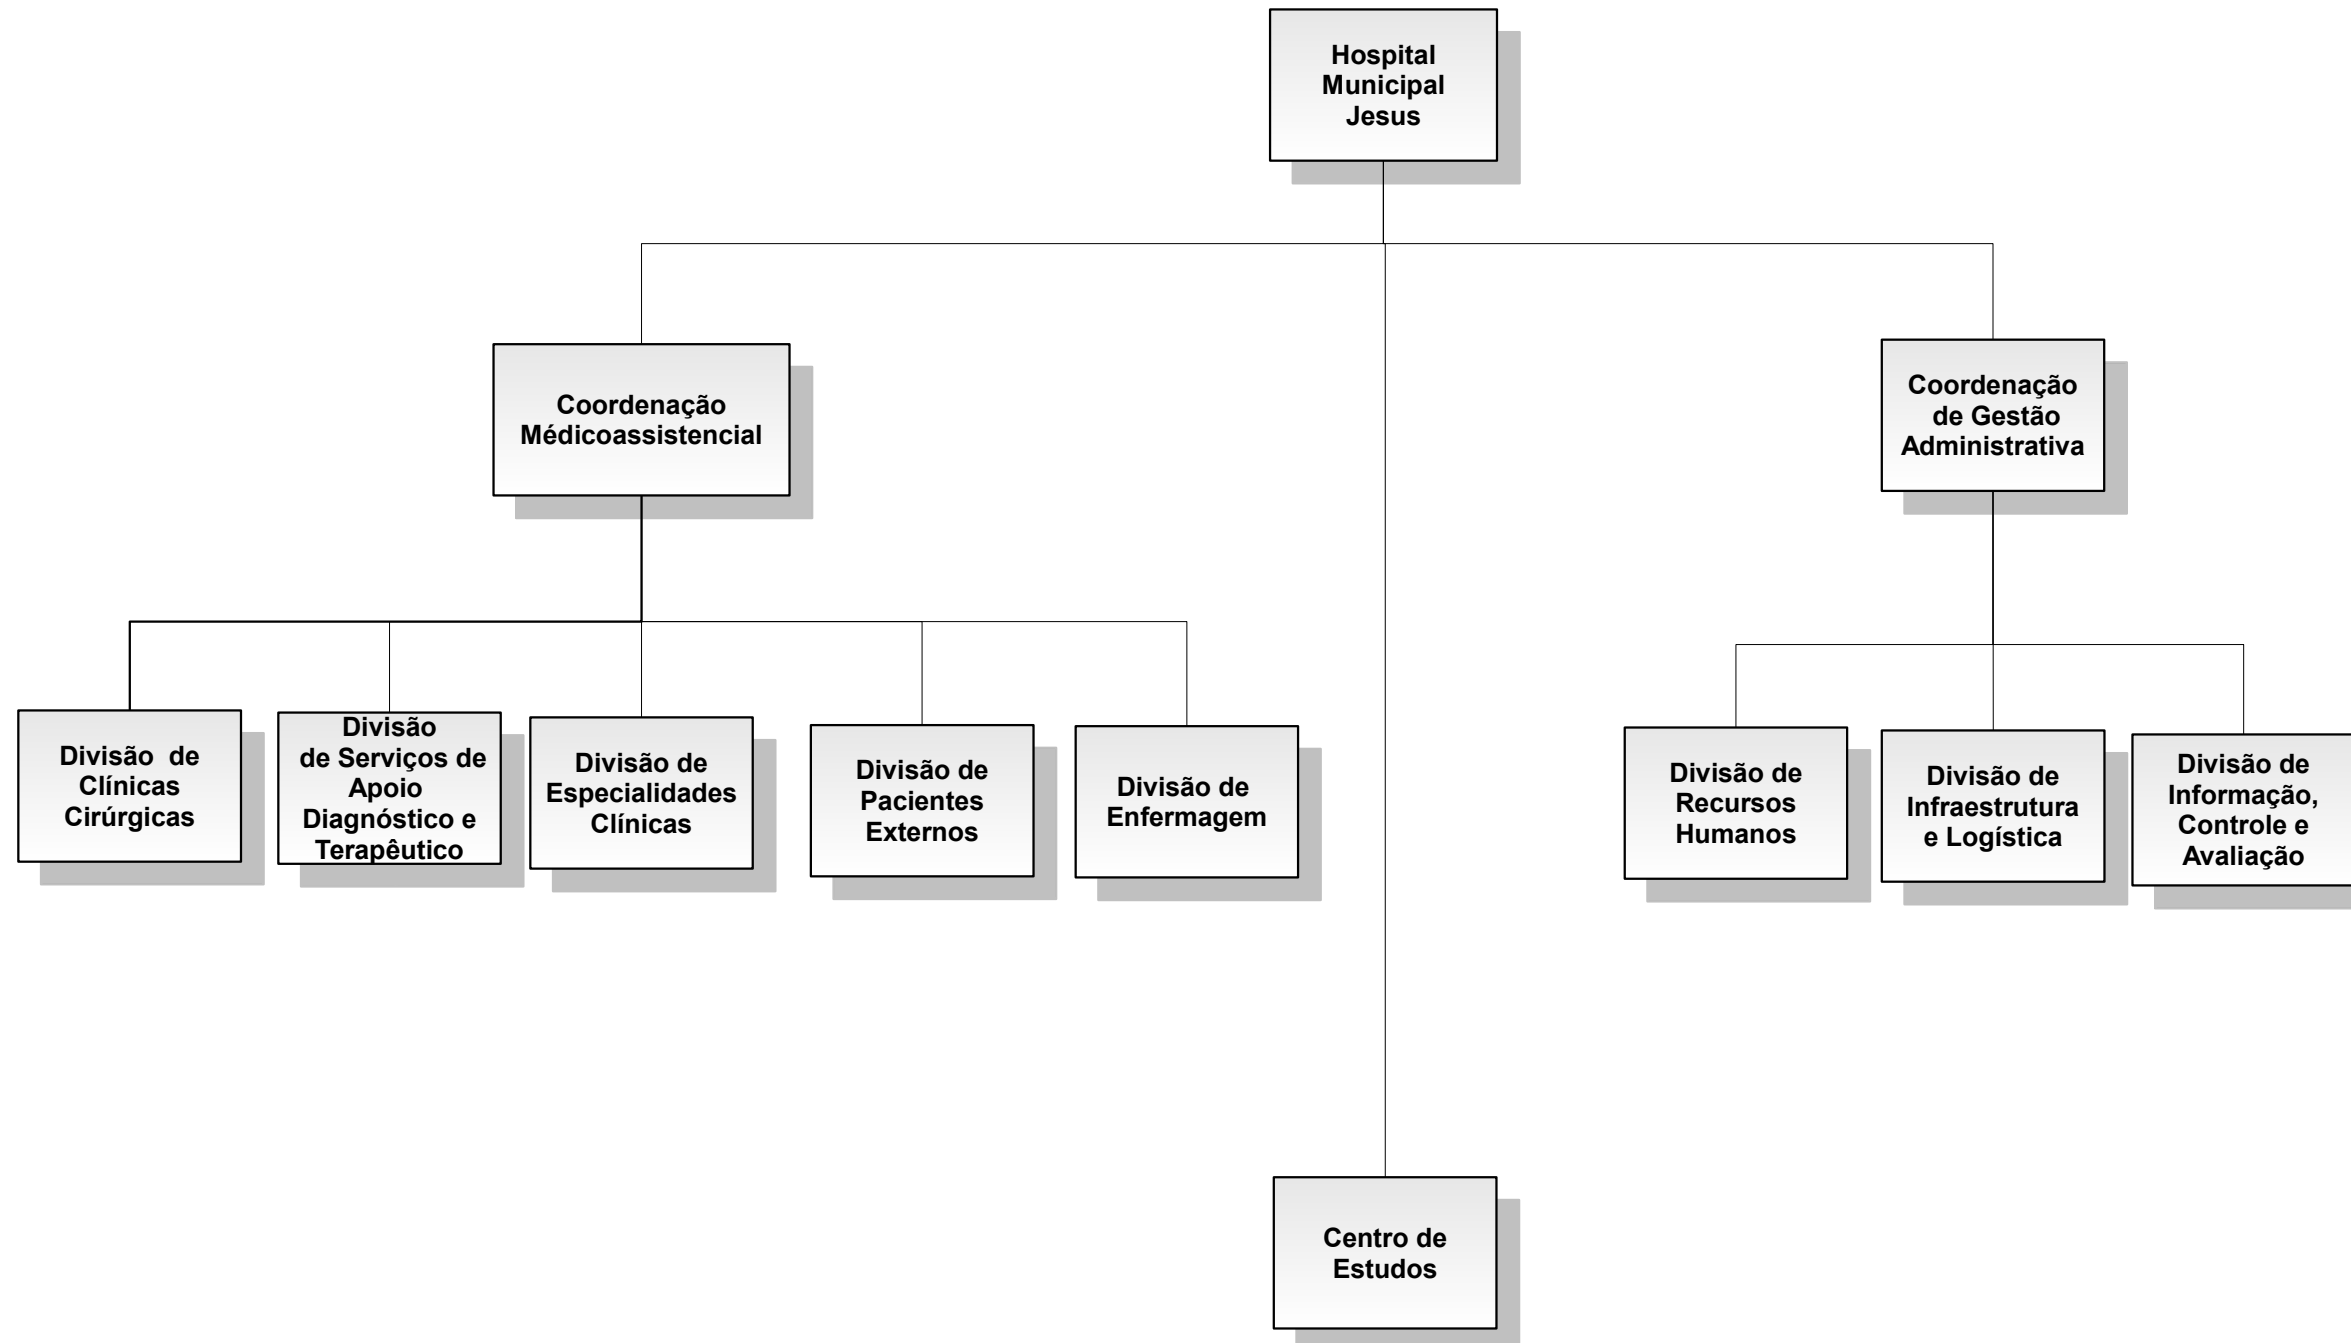 Hospital
Municipal
Jesus
Coordenação
Médicoassistencial
Coordenação
de Gestão
Administrativa
Divisão de
Clínicas
Cirúrgicas
Divisão
de Serviços de
Apoio
Diagnóstico e
Terapêutico
Divisão de
Especialidades
Clínicas
Divisão de
Pacientes
Externos
Divisão de
Enfermagem
Divisão de
Recursos
Humanos
Divisão de
Infraestrutura
e Logística
Divisão de
Informação,
Controle e
Avaliação
Centro de
Estudos